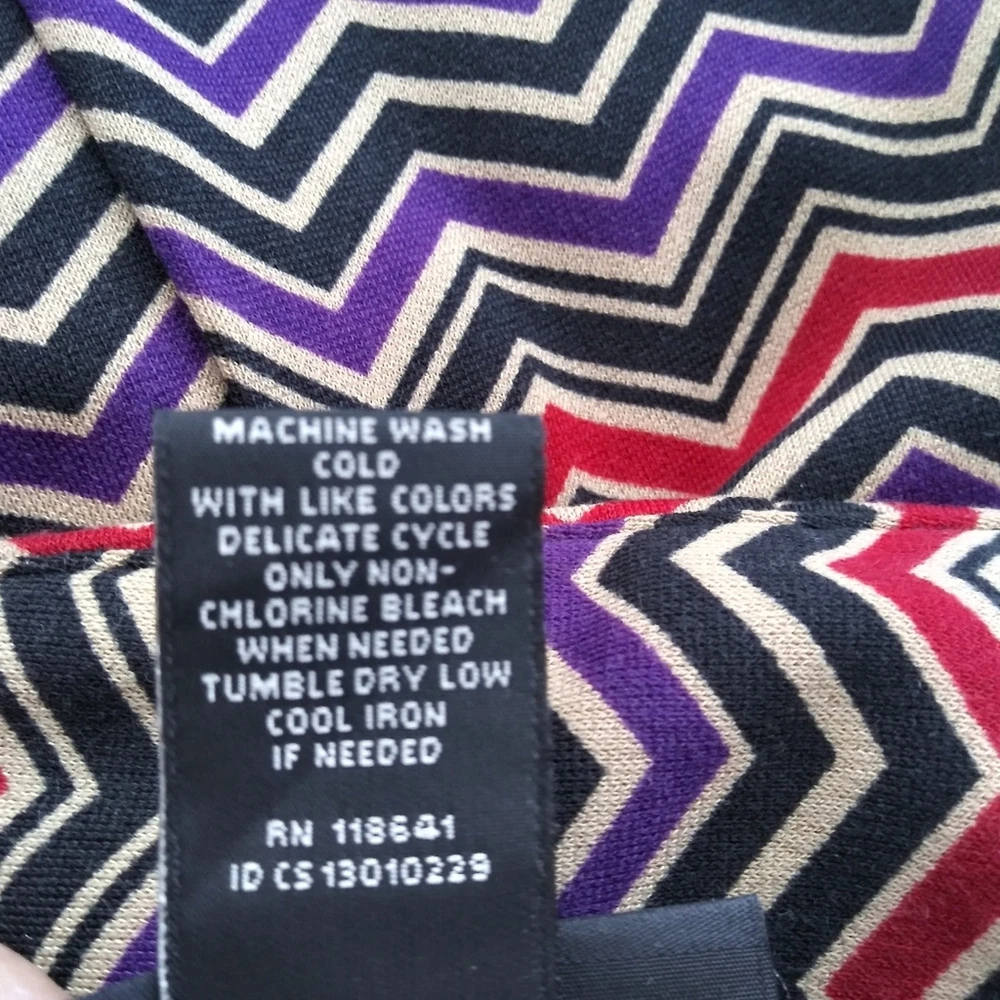 MACHINE WASH
COLD
WITH LIKE COLORS
DELICATE CYCLE
ONLY NON-
CHLORINE BLEACH
WHEN NEEDED
TUMBLE DRY LOW
COOL IRON
IF NEEDED
RN 118641
ID CS13010229